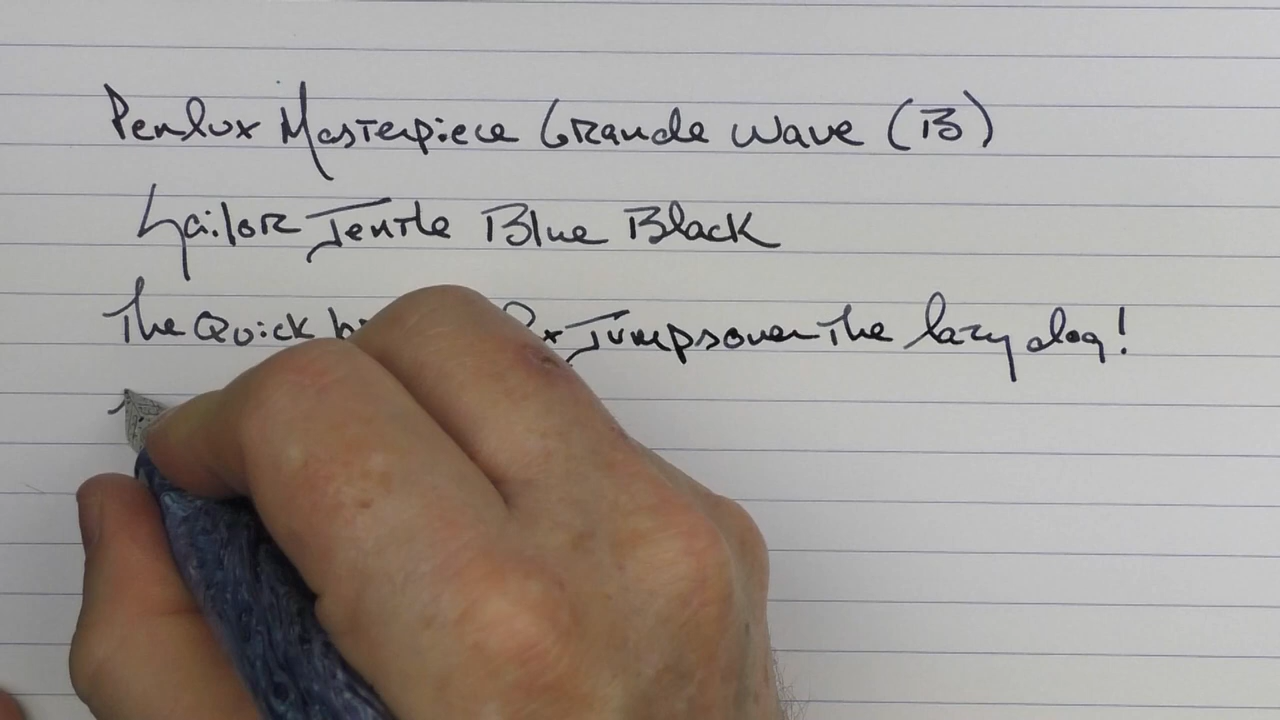 Penlux Masterpiece Grande Wave (B)
Sailor Jentle Blue Black
The Quick Jumps over The lazy dog!